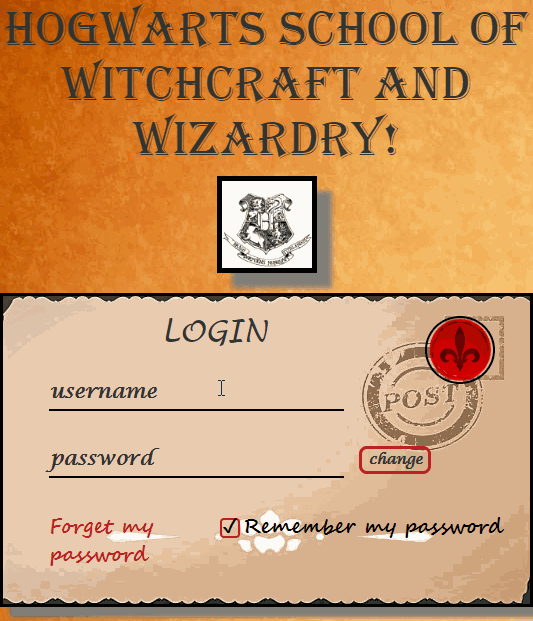 HOGWARTS SCHOOL OF
WITCHCRAFT AND
WIZARDRY!
LOGIN
POST
username
password
change
Forget my
password
Remember my password